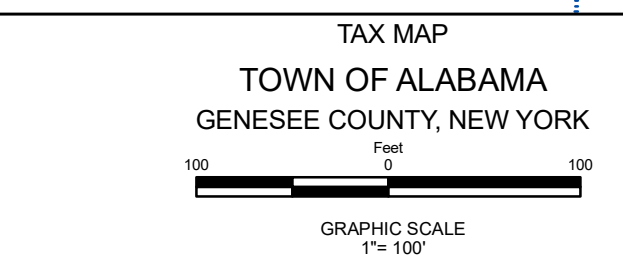 TAX MAP
TOWN OF ALABAMA
GENESEE COUNTY, NEW YORK
Feet
100 0 100
GRAPHIC SCALE
1"= 100'